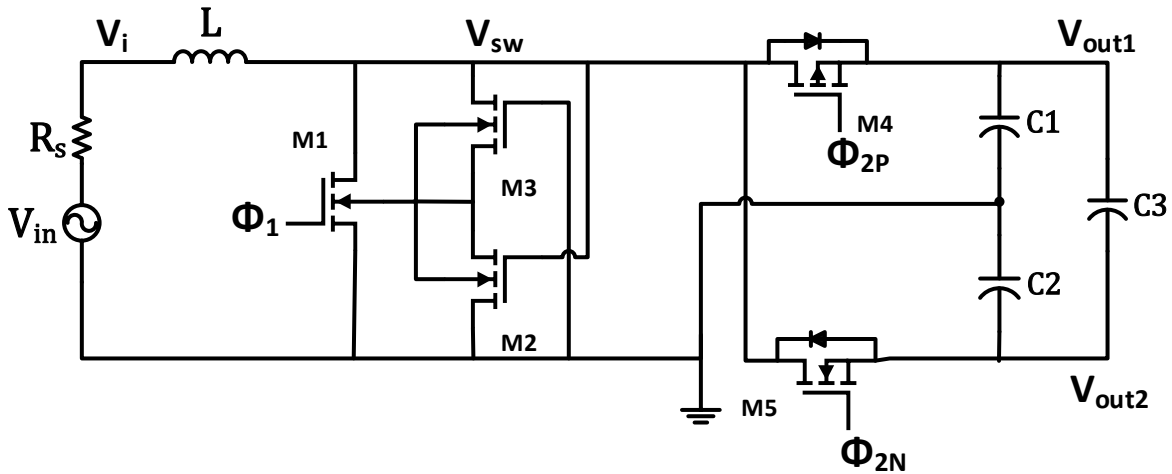 Vi
L
Vsw
Vout1
Rs
M1
M4
C1
Φ2P
M3
Vin
Φ1
C3
C2
M2
M5
Vout2
Φ2N